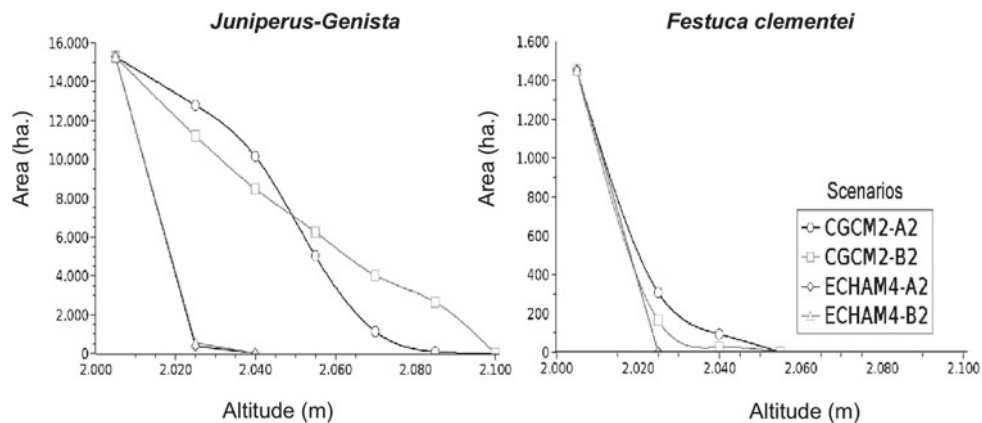 Juniperus-Genista
Area (ha.)
16.000
14.000
12.000
10.000
8.000
6.000
4.000
2.000
0
2.000 2.020 2.040 2.060 2.080 2.100
Altitude (m)
Festuca clementei
Area (ha.)
1.600
1.400
1.200
1.000
800
600
400
200
0
2.000 2.020 2.040 2.060 2.080 2.100
Altitude (m)
Scenarios
CGCM2-A2
CGCM2-B2
ECHAM4-A2
ECHAM4-B2